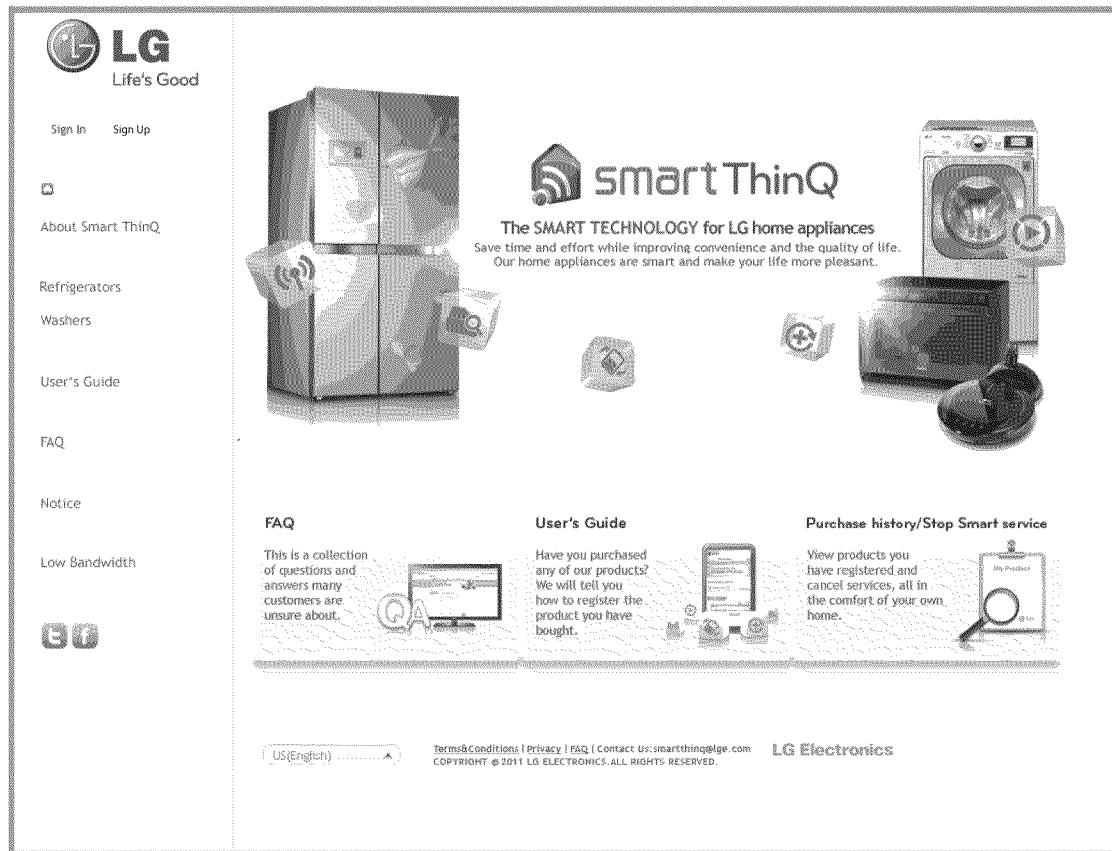 LG
Life's Good
Sign In Sign Up
About Smart ThinQ
Refrigerators
Washers
User's Guide
FAQ
Notice
Low Bandwidth
smart ThinQ
The SMART TECHNOLOGY for LG home appliances
Save time and effort while improving convenience and the quality of life.
Our home appliances are smart and make your life more pleasant.
FAQ
This is a collection
of questions and
answers many
customers are
unsure about.
QA
User's Guide
Have you purchased
any of our products?
We will tell you
how to register the
product you have
bought.
Purchase history/Stop Smart service
View products you
have registered and
cancel services, all in
the comfort of your own
home.
My Product
US(English)
Terms&Conditions | Privacy | FAQ | Contact Us:smartthinq@lge.com
COPYRIGHT © 2011 LG ELECTRONICS.ALL RIGHTS RESERVED.
LG Electronics